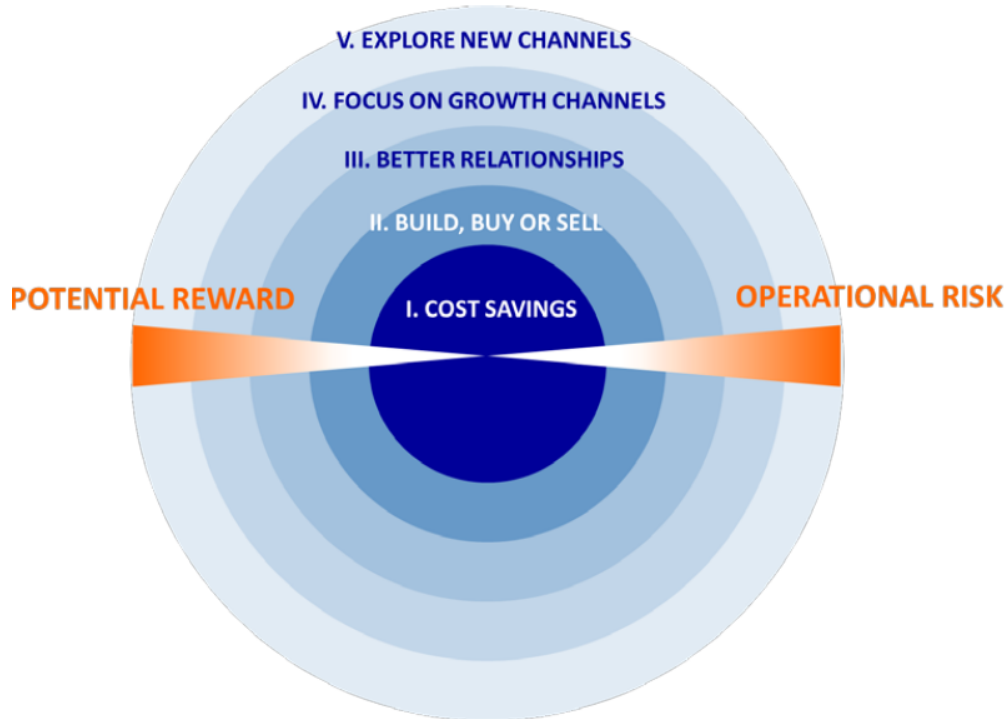 V. EXPLORE NEW CHANNELS
IV. FOCUS ON GROWTH CHANNELS
III. BETTER RELATIONSHIPS
II. BUILD, BUY OR SELL
POTENTIAL REWARD
I. COST SAVINGS
OPERATIONAL RISK